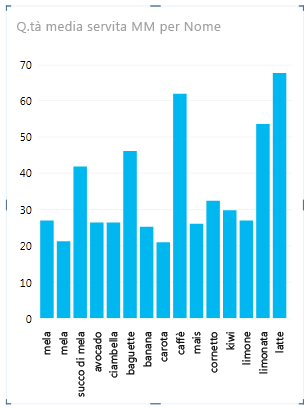 Q.tà media servita MM per Nome
70
60
50
40
30
20
10
0
mela
mela
succo di mela
avocado
ciambella
baguette
banana
carota
caffè
mais
cornetto
kiwi
limone
limonata
latte